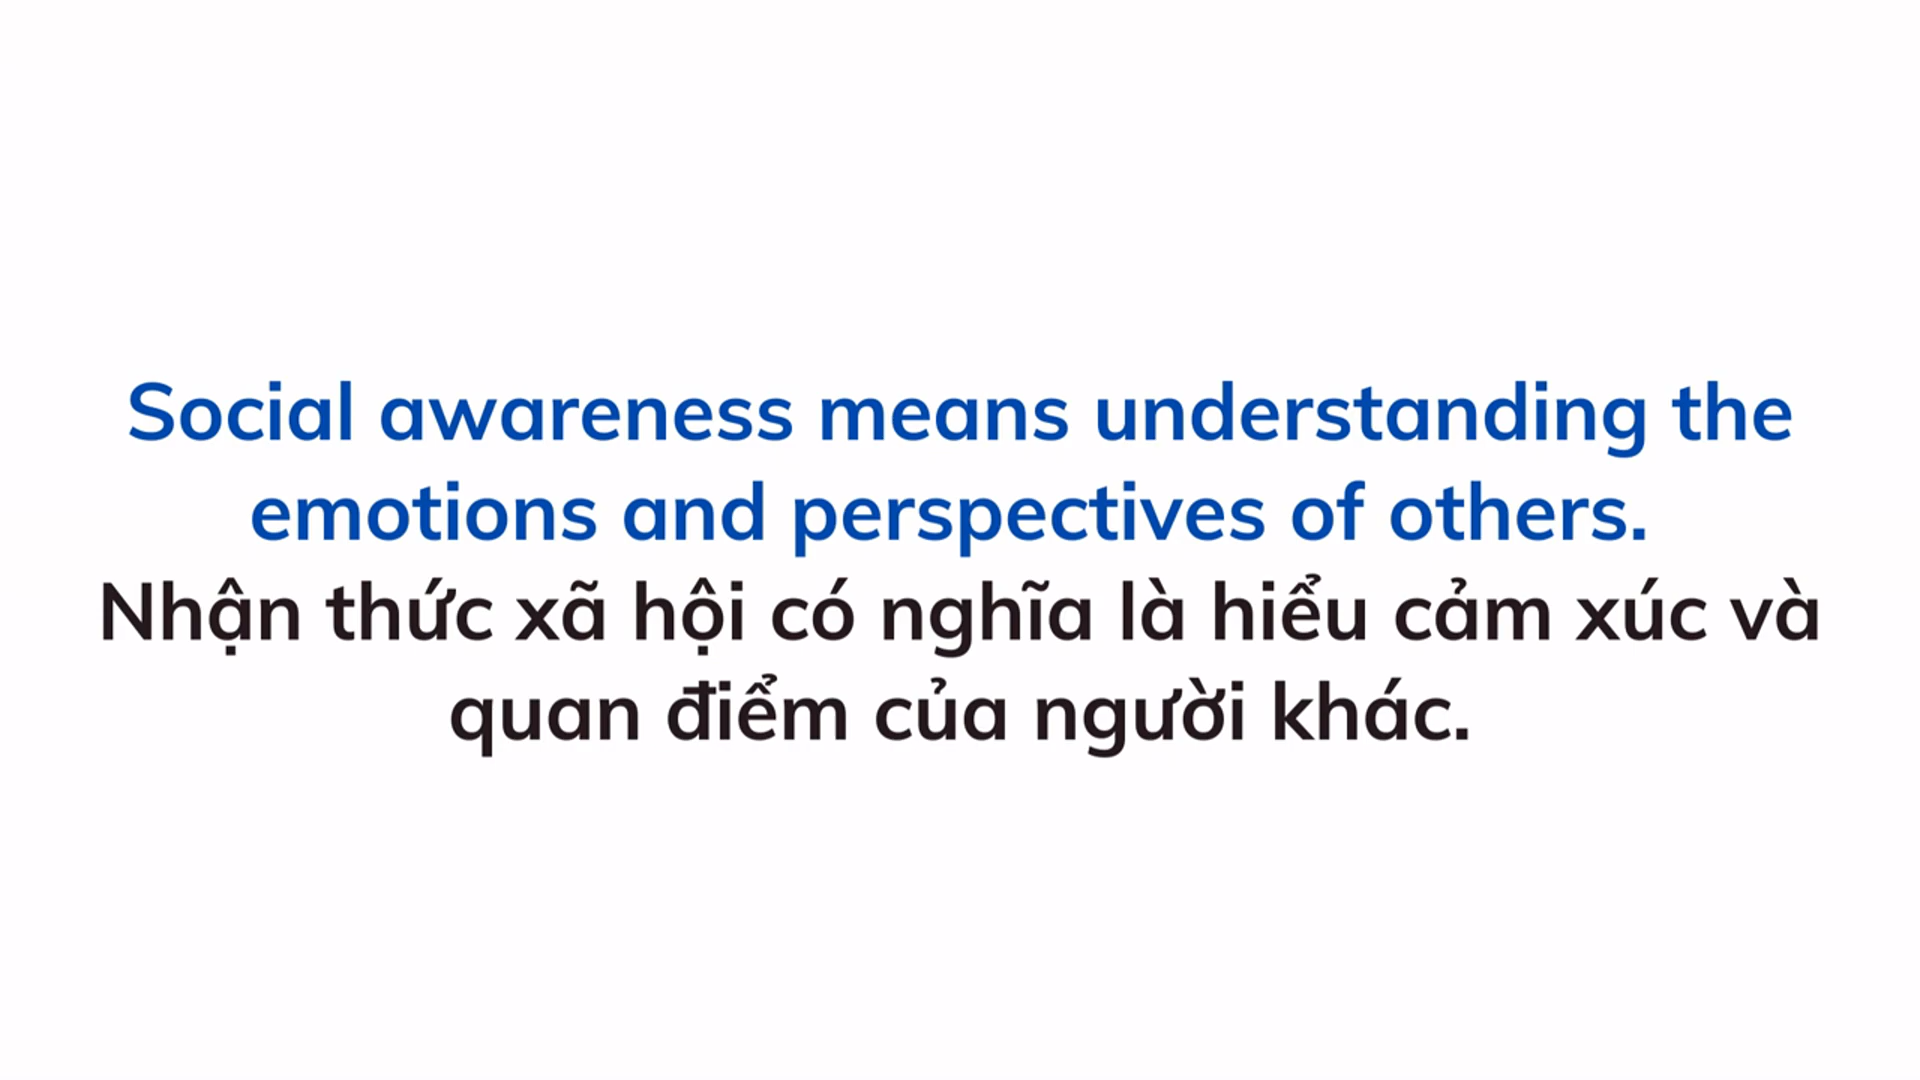 Social awareness means understanding the
emotions and perspectives of others.
Nhận thức xã hội có nghĩa là hiểu cảm xúc và
quan điểm của người khác.